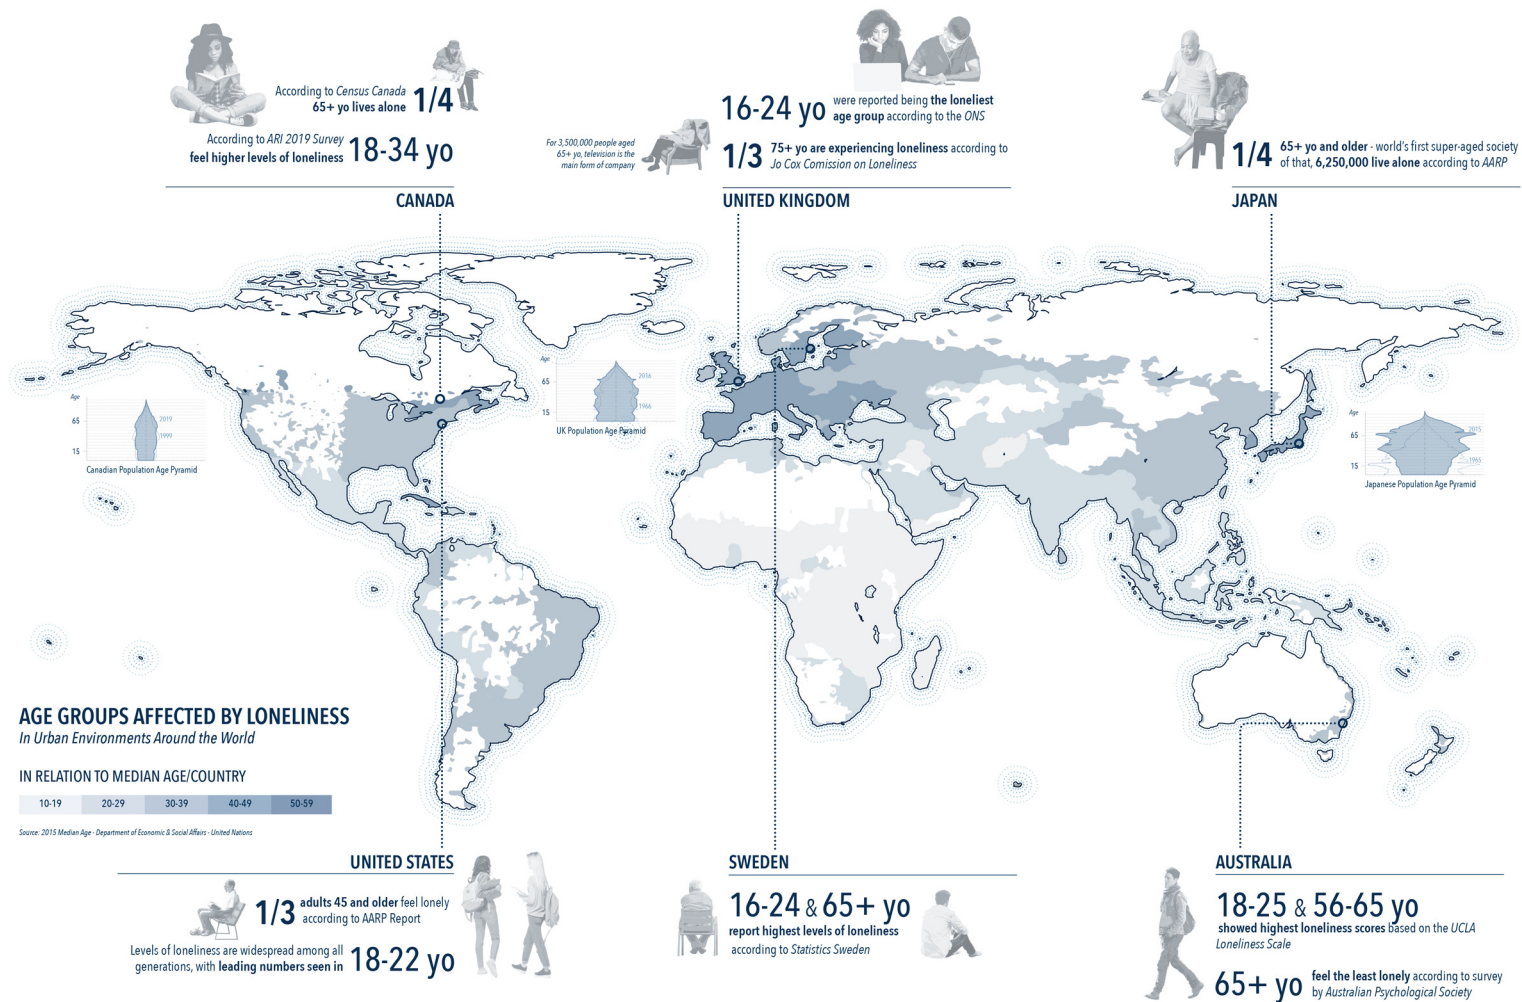 According to Census Canada
65+ yo lives alone
1/4
According to ARI 2019 Survey
feel higher levels of loneliness
18-34 yo
CANADA
For 3,500,000 people aged
65+ yo, television is the
main form of company
16-24 yo
were reported being the loneliest
age group according to the ONS
1/3
75+ yo are experiencing loneliness according to
Jo Cox Comission on Loneliness
UNITED KINGDOM
1/4
65+ yo and older - world's first super-aged society
of that, 6,250,000 live alone according to AARP
JAPAN
Age
65
15
2019
1999
Canadian Population Age Pyramid
Age
65
15
2016
1966
UK Population Age Pyramid
Age
65
15
2015
1965
Japanese Population Age Pyramid
AGE GROUPS AFFECTED BY LONELINESS
In Urban Environments Around the World
IN RELATION TO MEDIAN AGE/COUNTRY
10-19 20-29 30-39 40-49 50-59
Source: 2015 Median Age - Department of Economic & Social Affairs - United Nations
UNITED STATES
1/3
adults 45 and older feel lonely
according to AARP Report
Levels of loneliness are widespread among all
generations, with leading numbers seen in
18-22 yo
SWEDEN
16-24 & 65+ yo
report highest levels of loneliness
according to Statistics Sweden
AUSTRALIA
18-25 & 56-65 yo
showed highest loneliness scores based on the UCLA
Loneliness Scale
65+ yo
feel the least lonely according to survey
by Australian Psychological Society